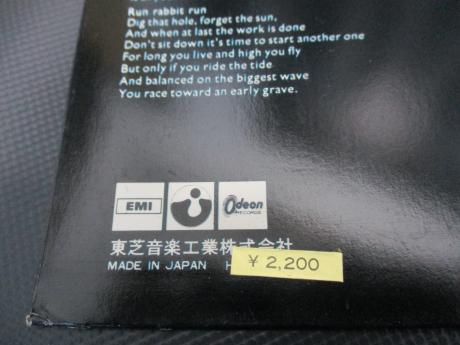 Run rabbit run
Dig that hole, forget the sun,
And when at last the work is done
Don't sit down it's time to start another one
For long you live and high you fly
But only if you ride the tide
And balanced on the biggest wave
You race toward an early grave.
EMI
Odeon
RECORDS
東芝音楽工業株式会社
MADE IN JAPAN
¥ 2,200